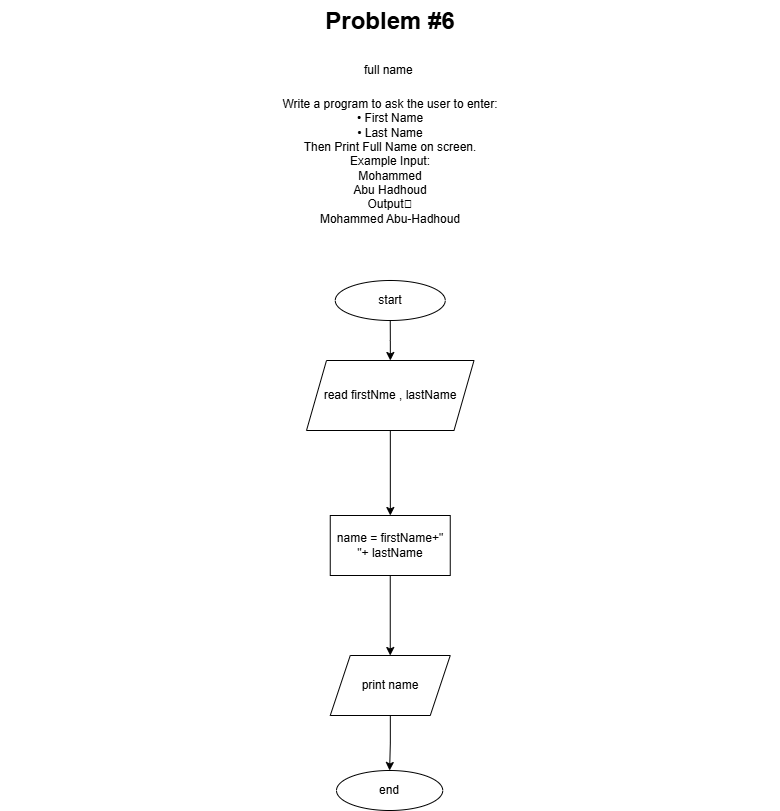 Problem #6
full name
Write a program to ask the user to enter:
• First Name
• Last Name
Then Print Full Name on screen.
Example Input:
Mohammed
Abu Hadhoud
Output
Mohammed Abu-Hadhoud
start
read firstNme , lastName
name = firstName+"
"+ lastName
print name
end